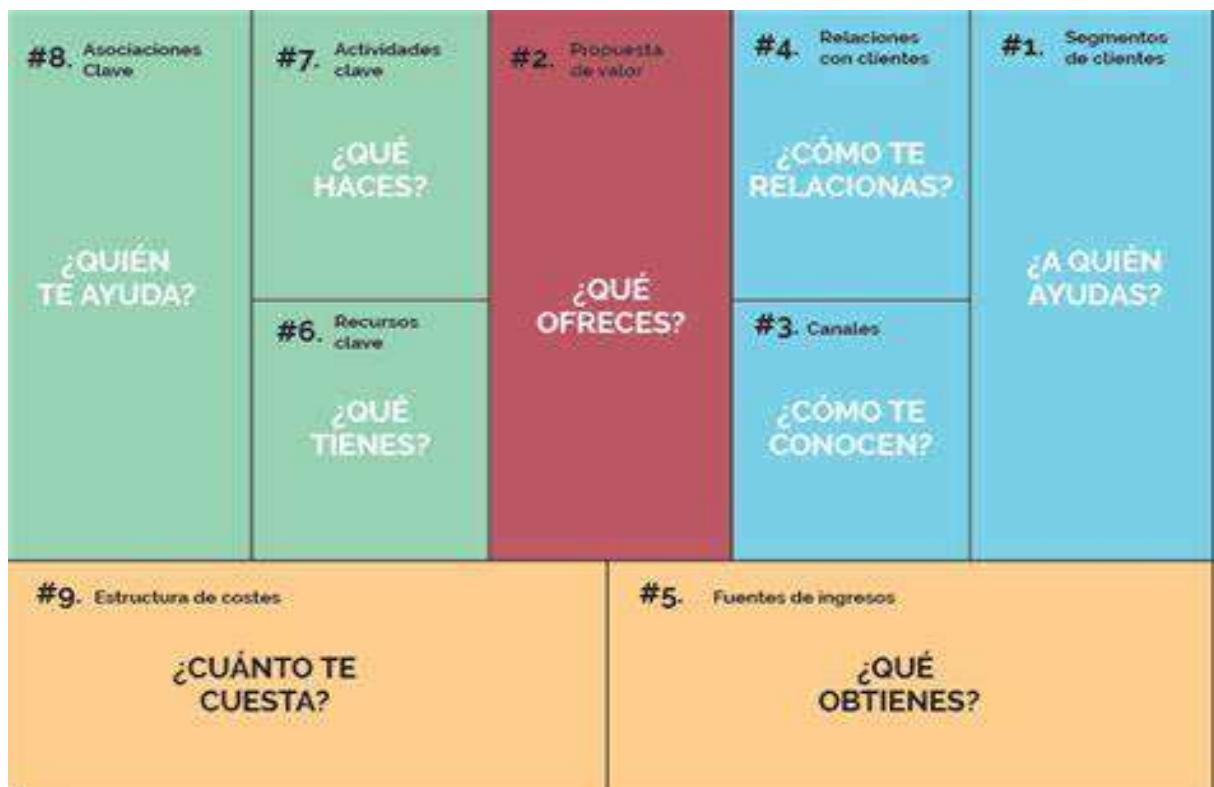 #8. Asociaciones
Clave
¿QUIÉN
TE AYUDA?
#7. Actividades
clave
¿QUÉ
HACES?
#6. Recursos
clave
¿QUÉ
TIENES?
#2. Propuesta
de valor
¿QUÉ
OFRECES?
#4. Relaciones
con clientes
¿CÓMO TE
RELACIONAS?
#3. Canales
¿CÓMO TE
CONOCEN?
#1. Segmentos
de clientes
¿A QUIÉN
AYUDAS?
#9. Estructura de costes
¿CUÁNTO TE
CUESTA?
#5. Fuentes de ingresos
¿QUÉ
OBTIENES?